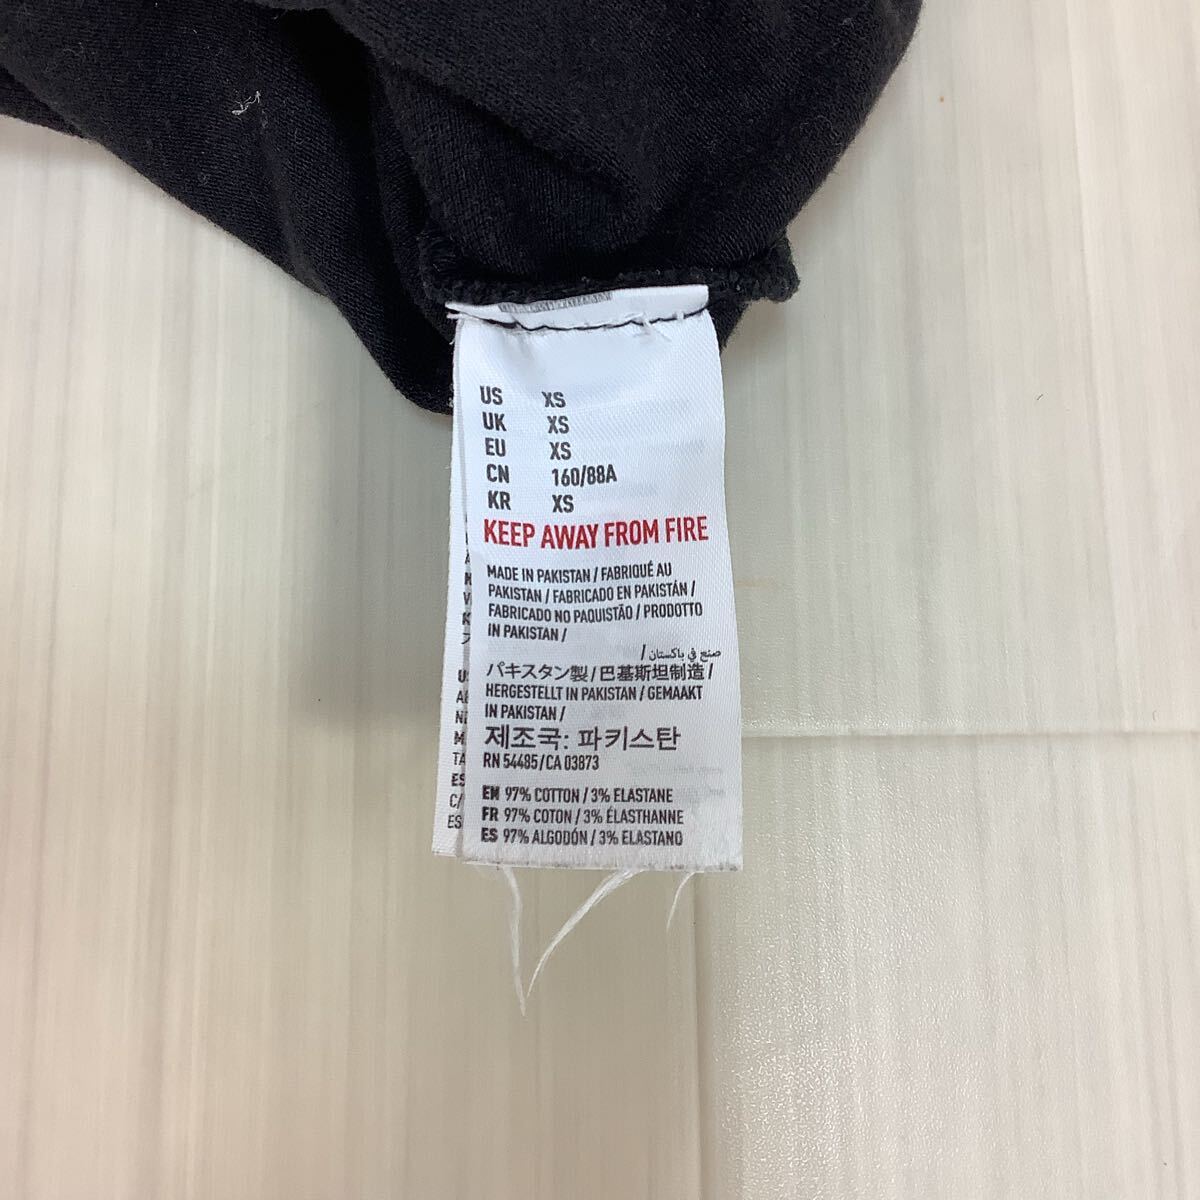 US XS
UK XS
EU XS
CN 160/88A
KR XS
KEEP AWAY FROM FIRE
MADE IN PAKISTAN / FABRIQUÉ AU
PAKISTAN / FABRICADO EN PAKISTÁN /
FABRICADO NO PAQUISTÃO / PRODOTTO
IN PAKISTAN /
صنع في باكستان /
パキスタン製 / 巴基斯坦制造 /
HERGESTELLT IN PAKISTAN / GEMAAKT
IN PAKISTAN /
제조국: 파키스탄
RN 54485 / CA 03873
EN 97% COTTON / 3% ELASTANE
FR 97% COTON / 3% ÉLASTHANNE
ES 97% ALGODÓN / 3% ELASTANO